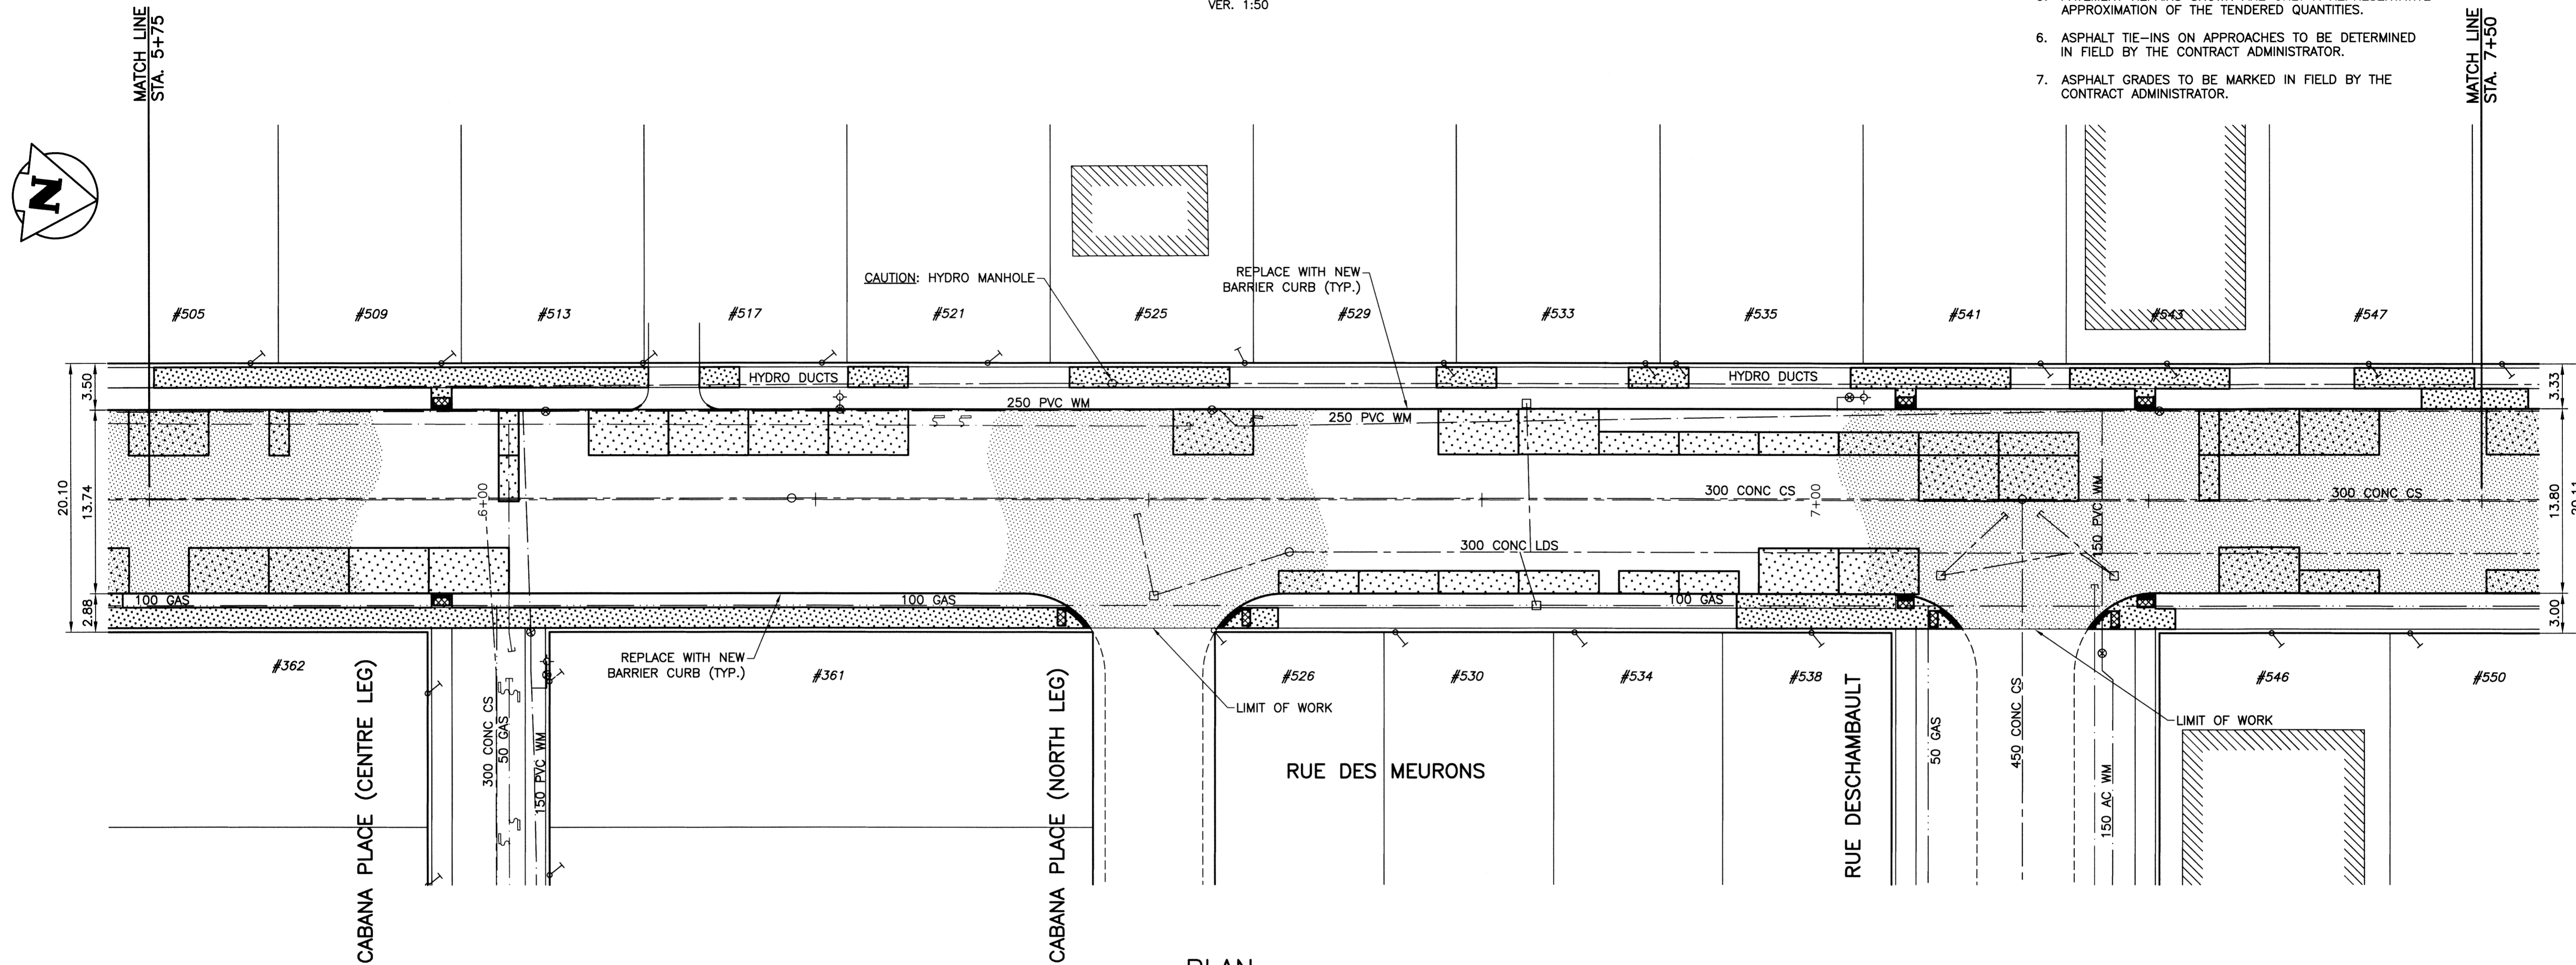 VER. 1:50
APPROXIMATION OF THE TENDERED QUANTITIES.
6. ASPHALT TIE-INS ON APPROACHES TO BE DETERMINED
IN FIELD BY THE CONTRACT ADMINISTRATOR.
7. ASPHALT GRADES TO BE MARKED IN FIELD BY THE
CONTRACT ADMINISTRATOR.
MATCH LINE
STA. 5+75
MATCH LINE
STA. 7+50
N
CAUTION: HYDRO MANHOLE
REPLACE WITH NEW
BARRIER CURB (TYP.)
#505
#509
#513
#517
#521
#525
#529
#533
#535
#541
#543
#547
HYDRO DUCTS
HYDRO DUCTS
250 PVC WM
250 PVC WM
3.50
13.74
20.10
2.88
3.33
13.80
20.11
3.00
6+00
7+00
300 CONC CS
300 CONC CS
150 PVC WM
300 CONC LDS
100 GAS
100 GAS
100 GAS
REPLACE WITH NEW
BARRIER CURB (TYP.)
#362
#361
#526
#530
#534
#538
#546
#550
LIMIT OF WORK
LIMIT OF WORK
CABANA PLACE (CENTRE LEG)
300 CONC CS
50 GAS
150 PVC WM
CABANA PLACE (NORTH LEG)
RUE DES MEURONS
RUE DESCHAMBAULT
50 GAS
450 CONC CS
150 AC WM
PLAN